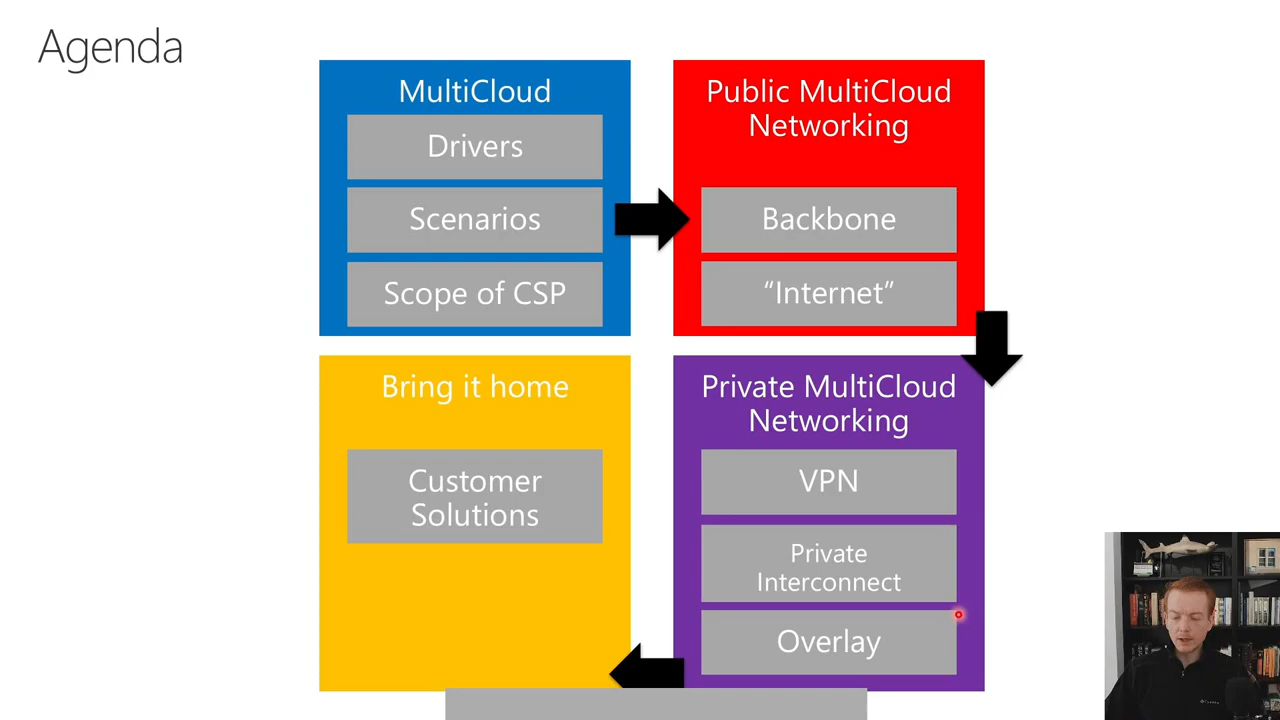 Agenda
MultiCloud
Drivers
Scenarios
Scope of CSP
Public MultiCloud
Networking
Backbone
“Internet”
Private MultiCloud
Networking
VPN
Private
Interconnect
Overlay
Bring it home
Customer
Solutions